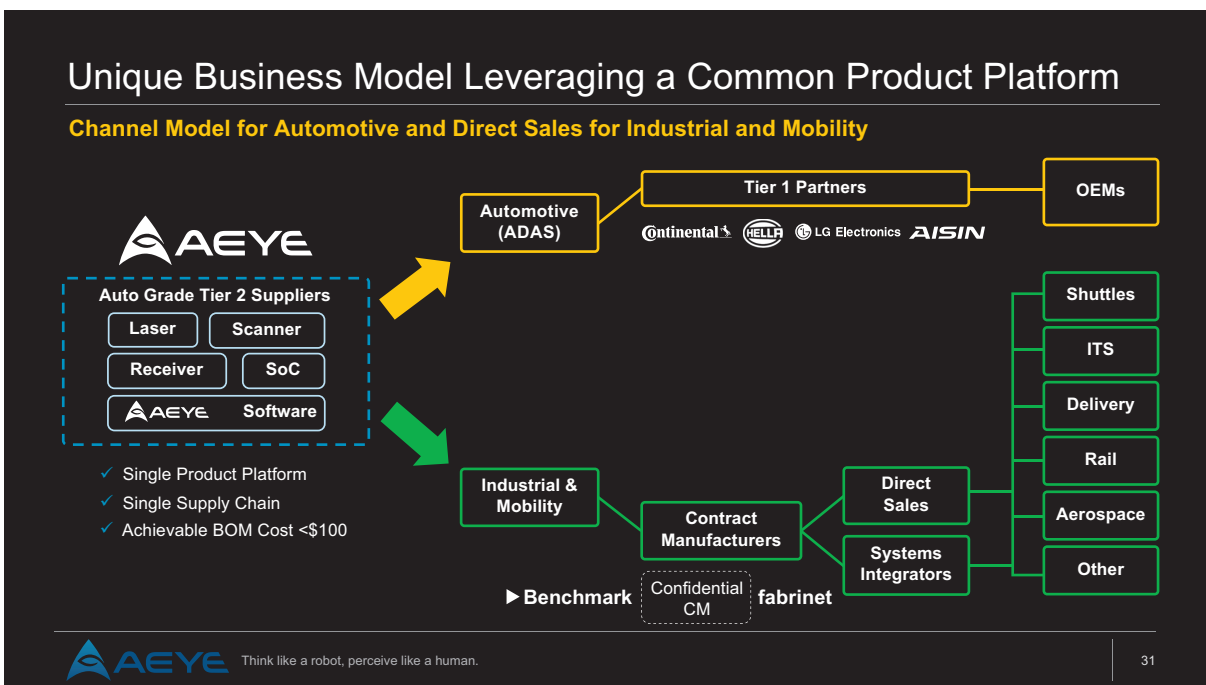 Unique Business Model Leveraging a Common Product Platform
Channel Model for Automotive and Direct Sales for Industrial and Mobility
AEYE
Auto Grade Tier 2 Suppliers
Laser
Scanner
Receiver
SoC
AEYE Software
✓ Single Product Platform
✓ Single Supply Chain
✓ Achievable BOM Cost <$100
Automotive
(ADAS)
Tier 1 Partners
Continental HELLA LG LG Electronics AISIN
OEMs
Industrial &
Mobility
Contract
Manufacturers
Benchmark
Confidential
CM
fabrinet
Direct
Sales
Systems
Integrators
Shuttles
ITS
Delivery
Rail
Aerospace
Other
AEYE
Think like a robot, perceive like a human.
31